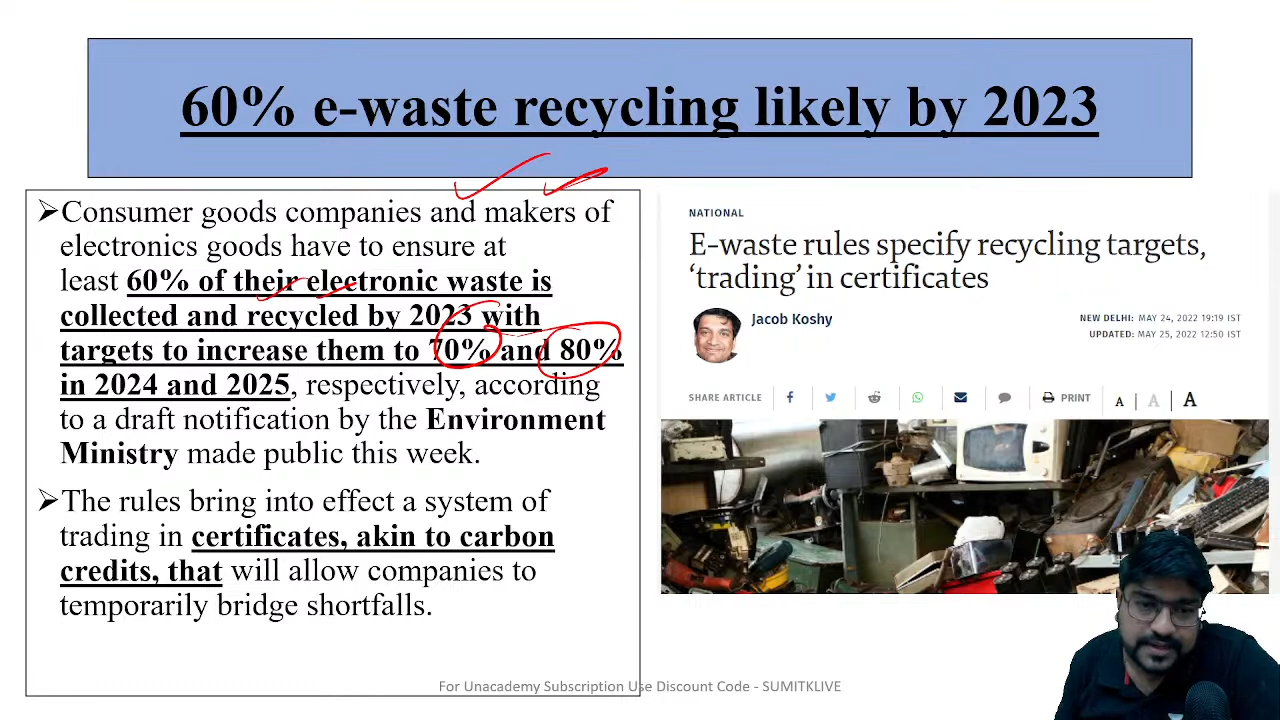 60% e-waste recycling likely by 2023
➢Consumer goods companies and makers of
electronics goods have to ensure at
least 60% of their electronic waste is
collected and recycled by 2023 with
targets to increase them to 70% and 80%
in 2024 and 2025, respectively, according
to a draft notification by the Environment
Ministry made public this week.
➢The rules bring into effect a system of
trading in certificates, akin to carbon
credits, that will allow companies to
temporarily bridge shortfalls.
NATIONAL
E-waste rules specify recycling targets,
‘trading’ in certificates
Jacob Koshy
NEW DELHI: MAY 24, 2022 19:19 IST
UPDATED: MAY 25, 2022 12:50 IST
SHARE ARTICLE PRINT A | A | A
For Unacademy Subscription Use Discount Code - SUMITKLIVE